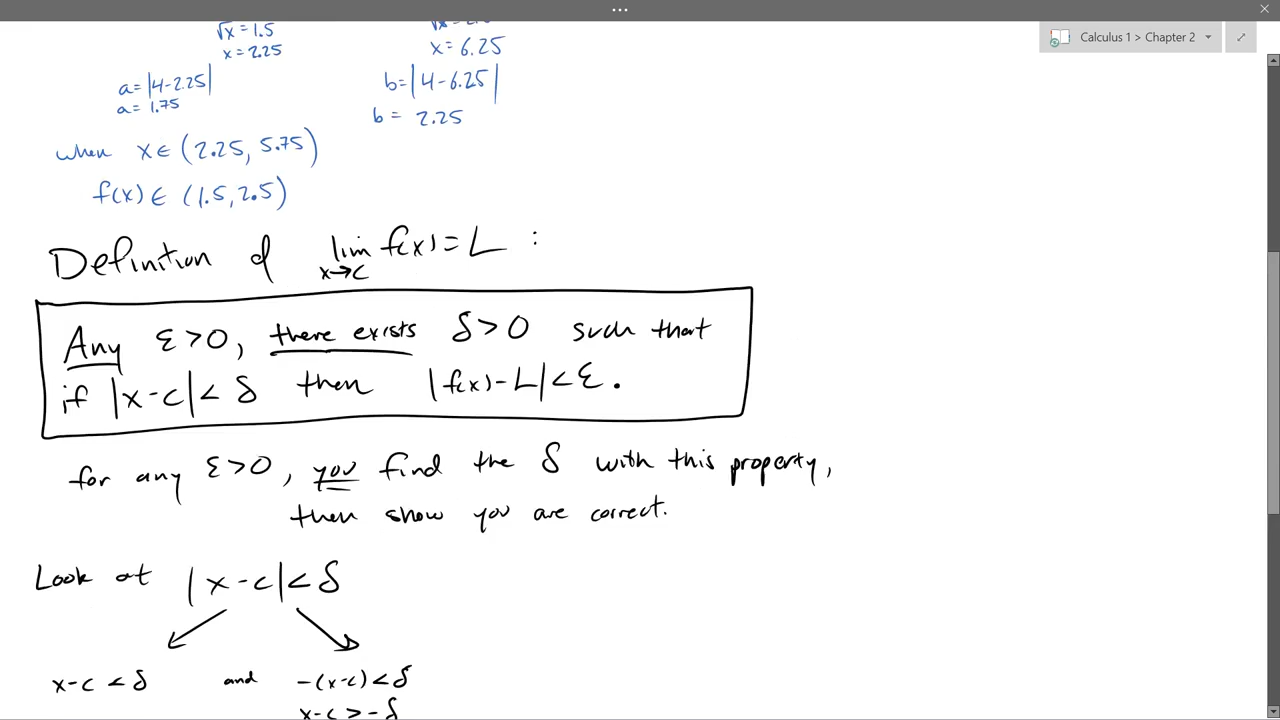 Calculus 1 > Chapter 2
√x = 1.5
x = 2.25
x = 6.25
a = |4-2.25|
a = 1.75
b = |4-6.25|
b = 2.25
when x ∈ (2.25, 5.75)
f(x) ∈ (1.5, 2.5)
Definition of lim f(x) = L :
x→c
Any ε>0, there exists δ>0 such that
if |x-c| < δ then |f(x)-L| < ε.
for any ε>0, you find the δ with this property,
then show you are correct.
Look at |x-c| < δ
x-c < δ and -(x-c) < δ
x-c > -δ